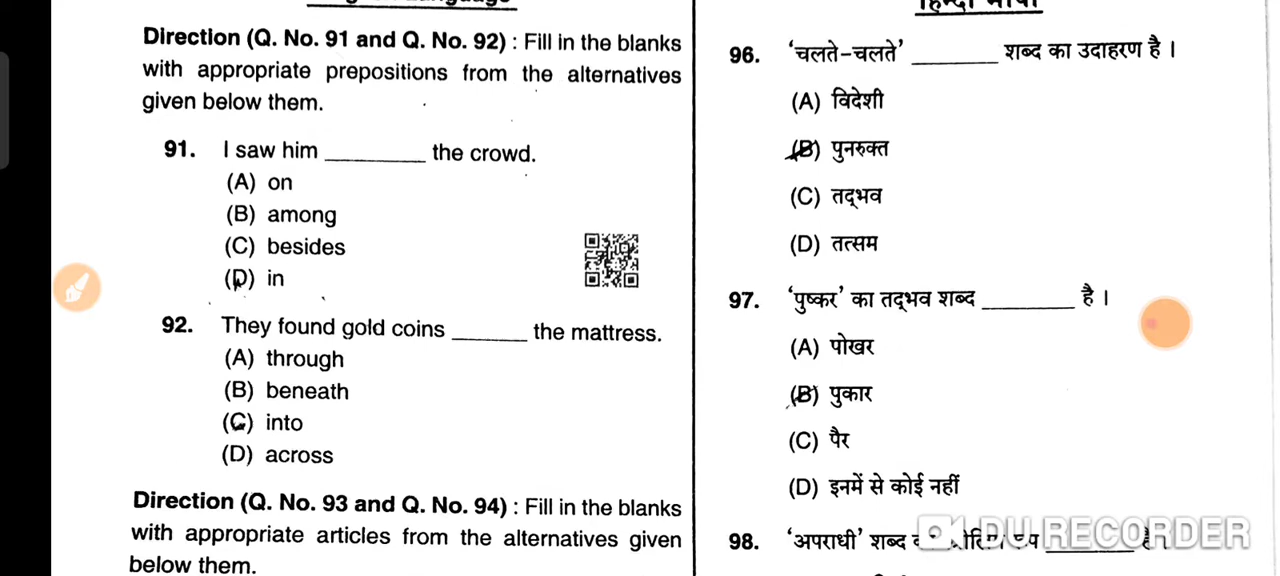 Direction (Q. No. 91 and Q. No. 92) : Fill in the blanks
with appropriate prepositions from the alternatives
given below them.
91. I saw him ________ the crowd.
(A) on
(B) among
(C) besides
(D) in
92. They found gold coins ______ the mattress.
(A) through
(B) beneath
(C) into
(D) across
Direction (Q. No. 93 and Q. No. 94) : Fill in the blanks
with appropriate articles from the alternatives given
below them.
हिन्दी भाषा
96. 'चलते-चलते' _______ शब्द का उदाहरण है ।
(A) विदेशी
(B) पुनरुक्त
(C) तद्‌भव
(D) तत्सम
97. 'पुष्कर' का तद्‌भव शब्द ________ है ।
(A) पोखर
(B) पुकार
(C) पैर
(D) इनमें से कोई नहीं
98. 'अपराधी' शब्द ________ है ।
DU RECORDER